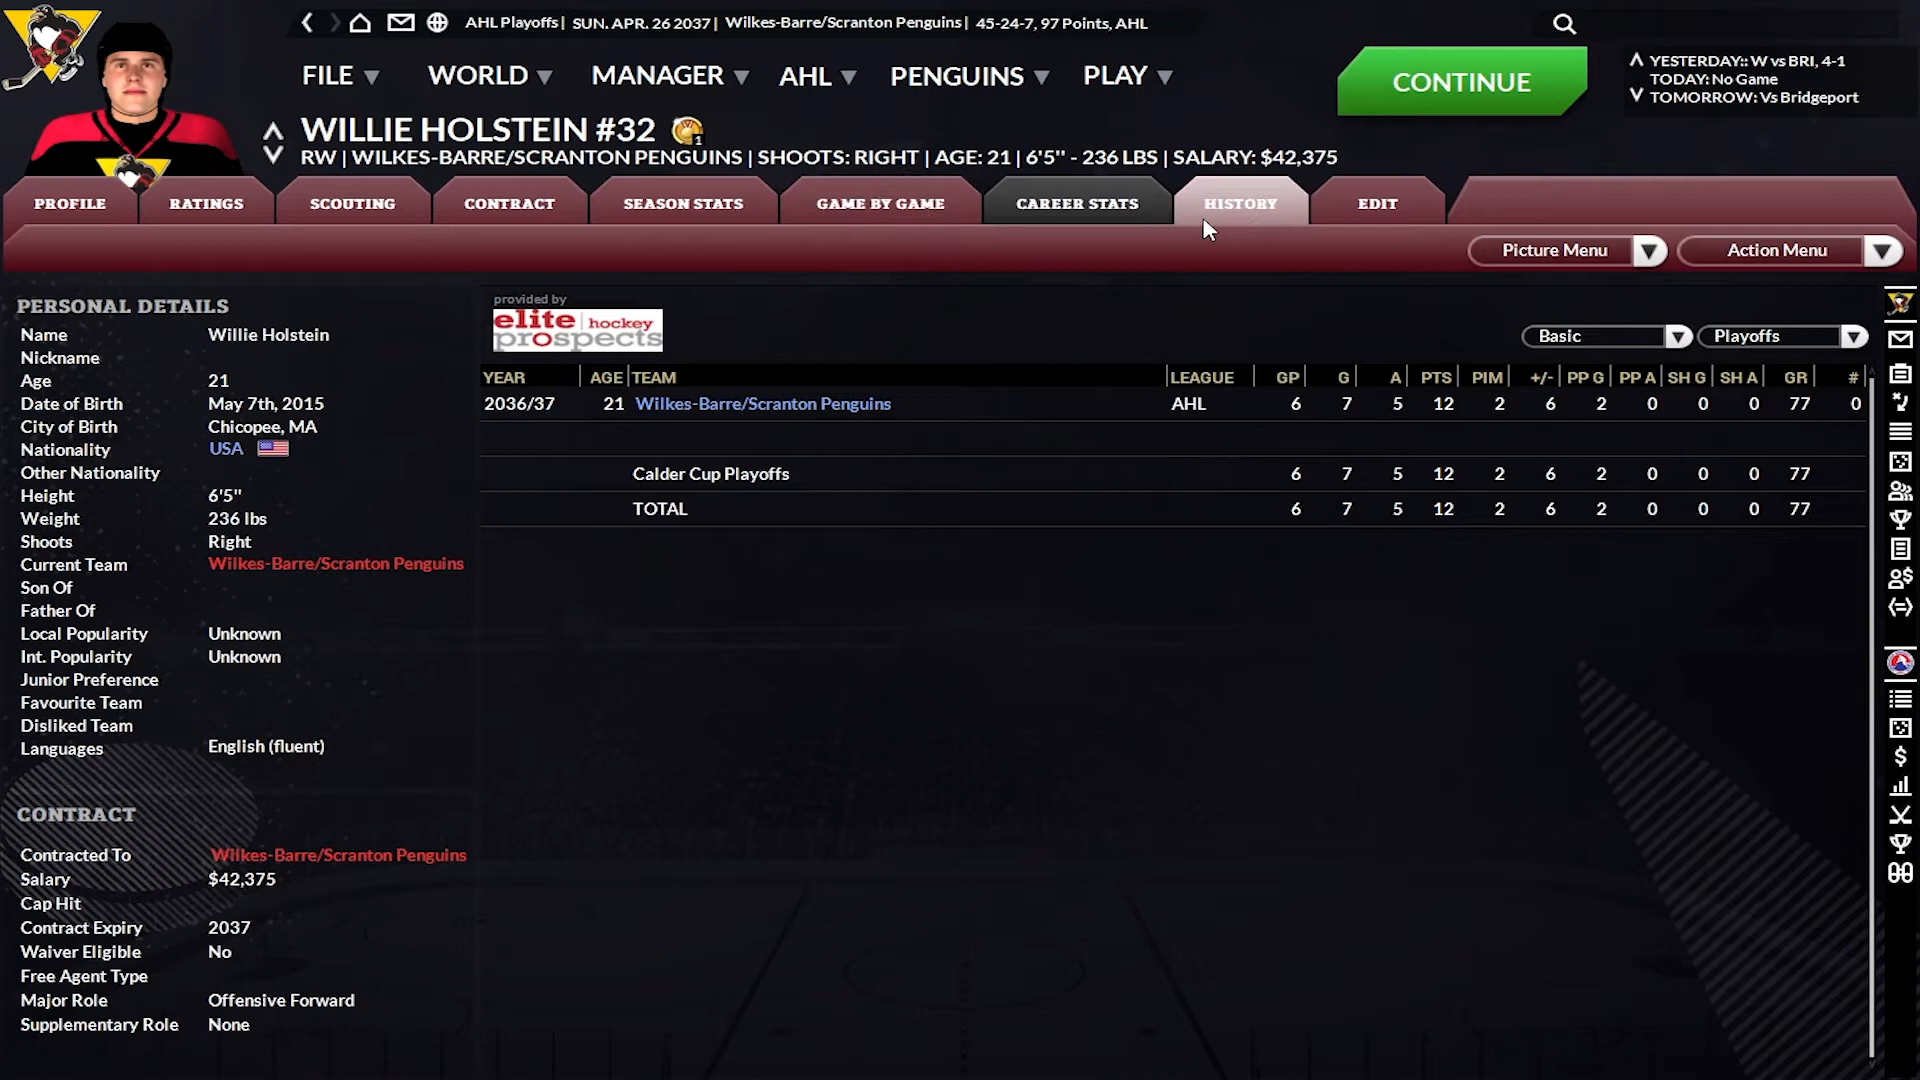 AHL Playoffs| SUN. APR. 26 2037| Wilkes-Barre/Scranton Penguins| 45-24-7, 97 Points, AHL
FILE WORLD MANAGER AHL PENGUINS PLAY
CONTINUE
YESTERDAY:: W vs BRI, 4-1
TODAY: No Game
TOMORROW: Vs Bridgeport
WILLIE HOLSTEIN #32 1
RW | WILKES-BARRE/SCRANTON PENGUINS | SHOOTS: RIGHT | AGE: 21 | 6'5" - 236 LBS | SALARY: $42,375
PROFILE RATINGS SCOUTING CONTRACT SEASON STATS GAME BY GAME CAREER STATS HISTORY EDIT
Picture Menu Action Menu
PERSONAL DETAILS
Name Willie Holstein
Nickname
Age 21
Date of Birth May 7th, 2015
City of Birth Chicopee, MA
Nationality USA
Other Nationality
Height 6'5"
Weight 236 lbs
Shoots Right
Current Team Wilkes-Barre/Scranton Penguins
Son Of
Father Of
Local Popularity Unknown
Int. Popularity Unknown
Junior Preference
Favourite Team
Disliked Team
Languages English (fluent)
CONTRACT
Contracted To Wilkes-Barre/Scranton Penguins
Salary $42,375
Cap Hit
Contract Expiry 2037
Waiver Eligible No
Free Agent Type
Major Role Offensive Forward
Supplementary Role None
provided by
elite hockey
prospects
Basic Playoffs
YEAR AGE TEAM LEAGUE GP G A PTS PIM +/- PP G PP A SH G SH A GR #
2036/37 21 Wilkes-Barre/Scranton Penguins AHL 6 7 5 12 2 6 2 0 0 0 77 0
Calder Cup Playoffs 6 7 5 12 2 6 2 0 0 0 77
TOTAL 6 7 5 12 2 6 2 0 0 0 77